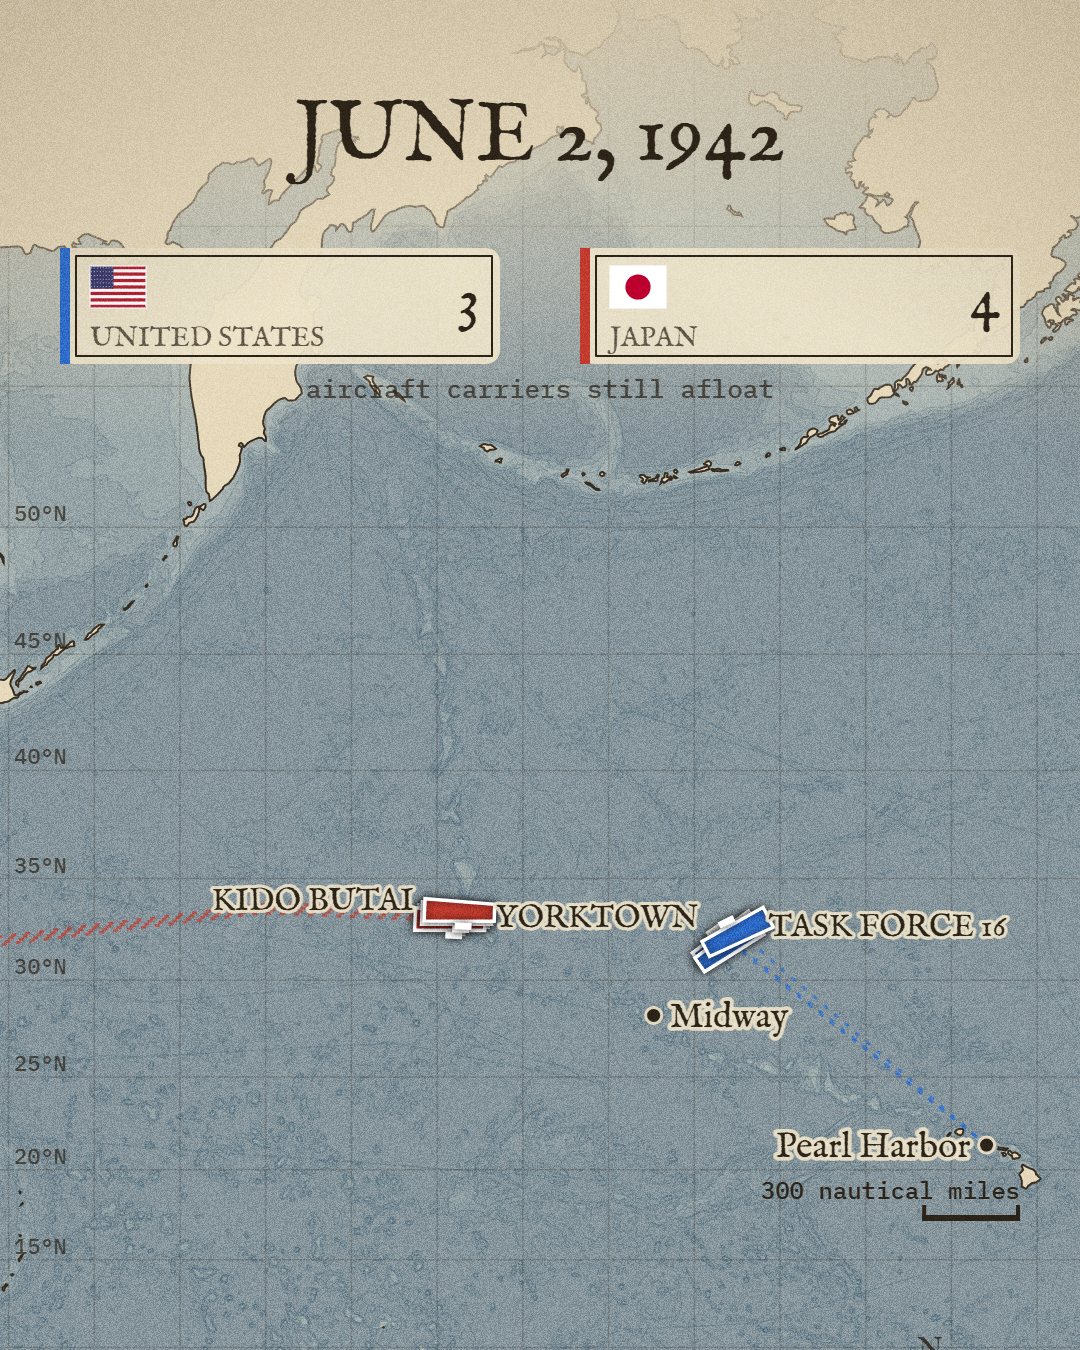 JUNE 2, 1942
UNITED STATES
3
JAPAN
4
aircraft carriers still afloat
50°N
45°N
40°N
35°N
KIDO BUTAI
YORKTOWN
TASK FORCE 16
30°N
Midway
25°N
Pearl Harbor
20°N
300 nautical miles
15°N
N